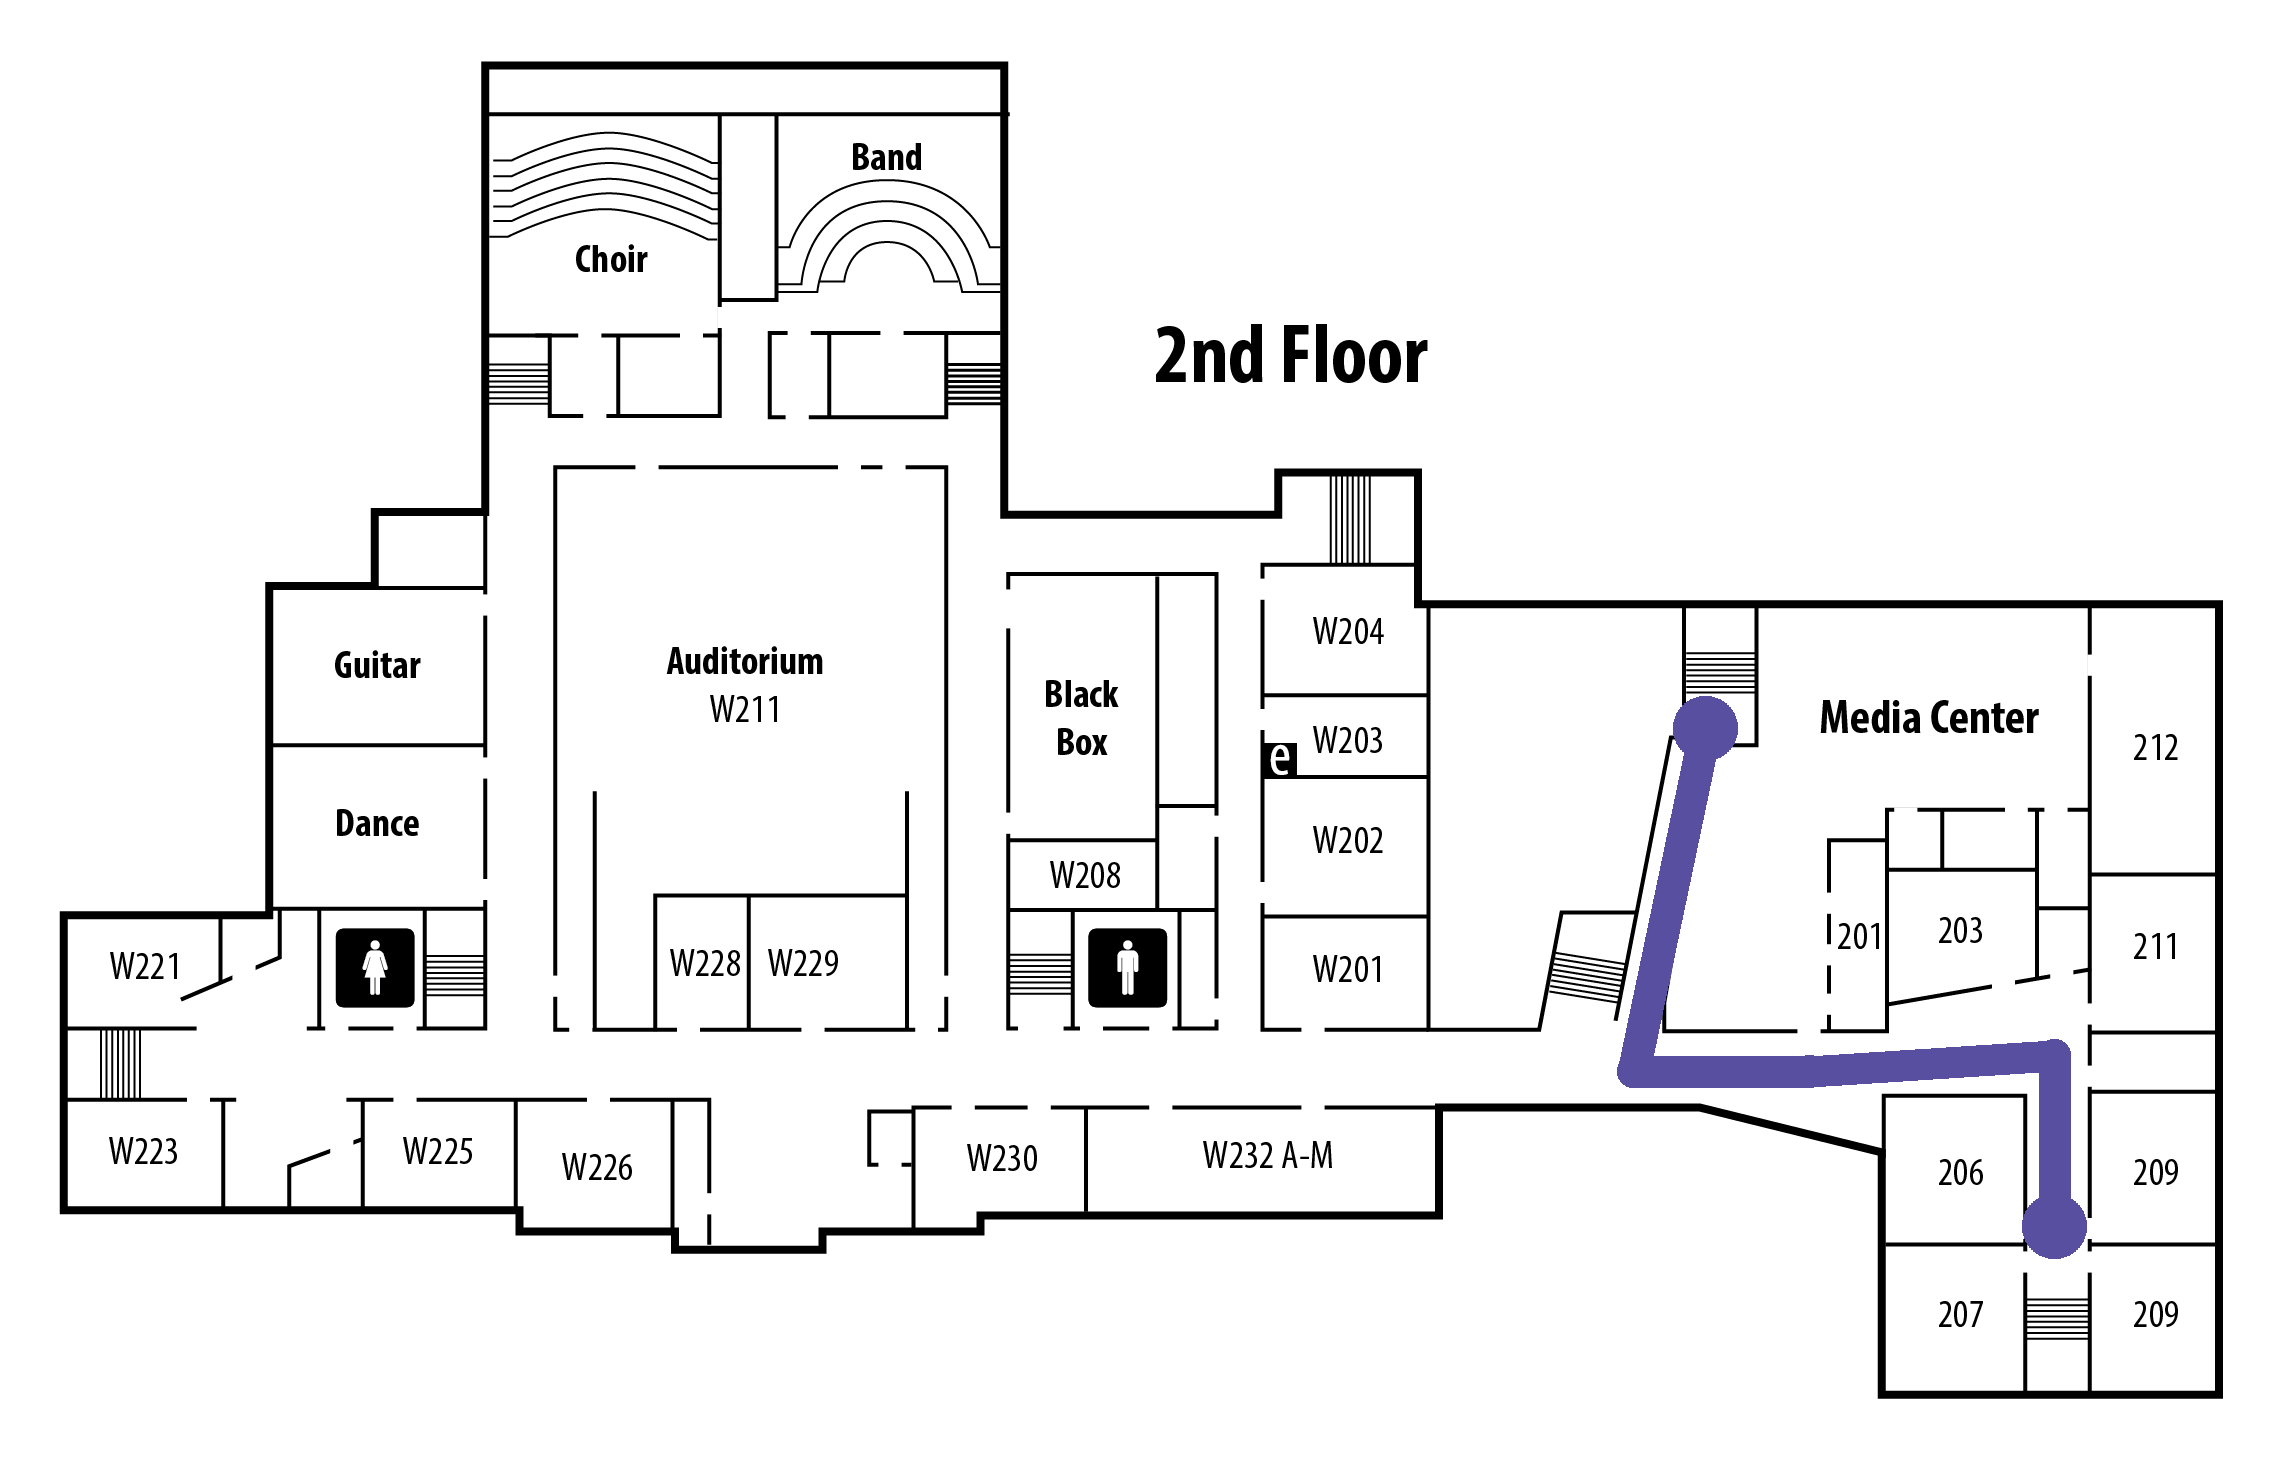 Band
Choir
2nd Floor
Guitar
Auditorium
W211
Black
Box
W204
W203
e
Media Center
212
Dance
W202
W208
W221
W228
W229
W201
201
203
211
W223
W225
W226
W230
W232 A-M
206
209
207
209